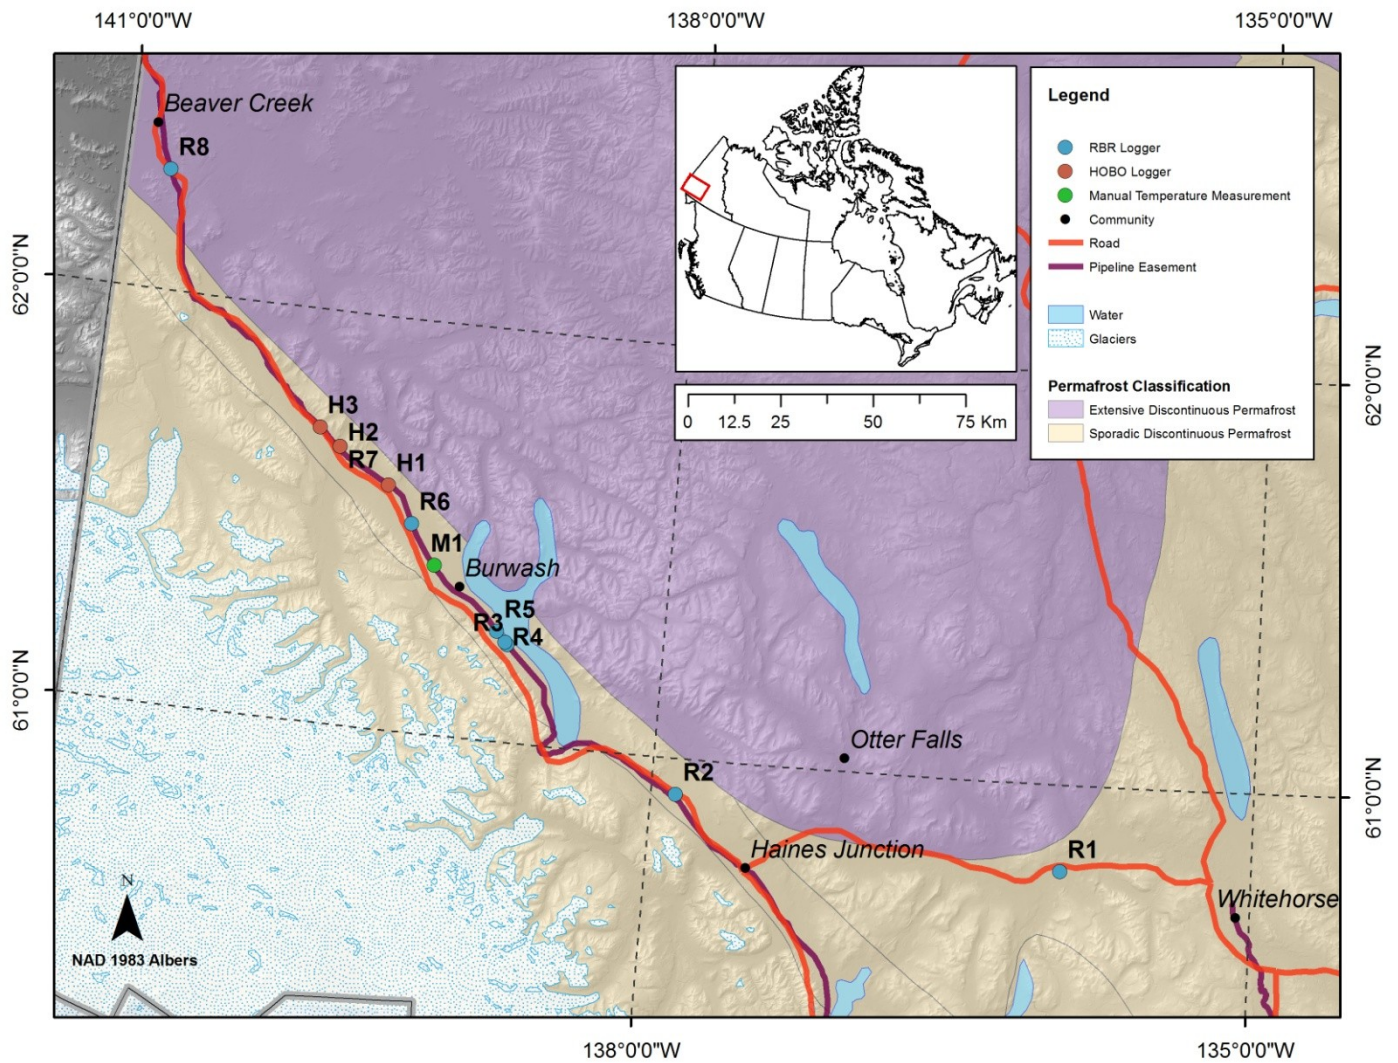 141°0'0"W
138°0'0"W
135°0'0"W
Beaver Creek
R8
62°0'0"N
61°0'0"N
H3
H2
R7
H1
R6
M1
Burwash
R5
R3
R4
R2
Otter Falls
Haines Junction
R1
Whitehorse
N
NAD 1983 Albers
0 12.5 25 50 75 Km
Legend
RBR Logger
HOBO Logger
Manual Temperature Measurement
Community
Road
Pipeline Easement
Water
Glaciers
Permafrost Classification
Extensive Discontinuous Permafrost
Sporadic Discontinuous Permafrost
62°0'0"N
61°0'0"N
138°0'0"W
135°0'0"W